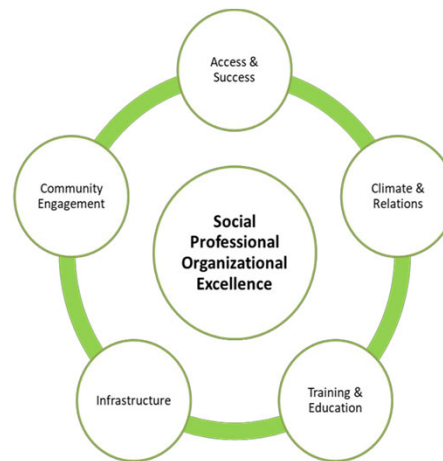 Access &
Success
Climate &
Relations
Training &
Education
Infrastructure
Community
Engagement
Social
Professional
Organizational
Excellence